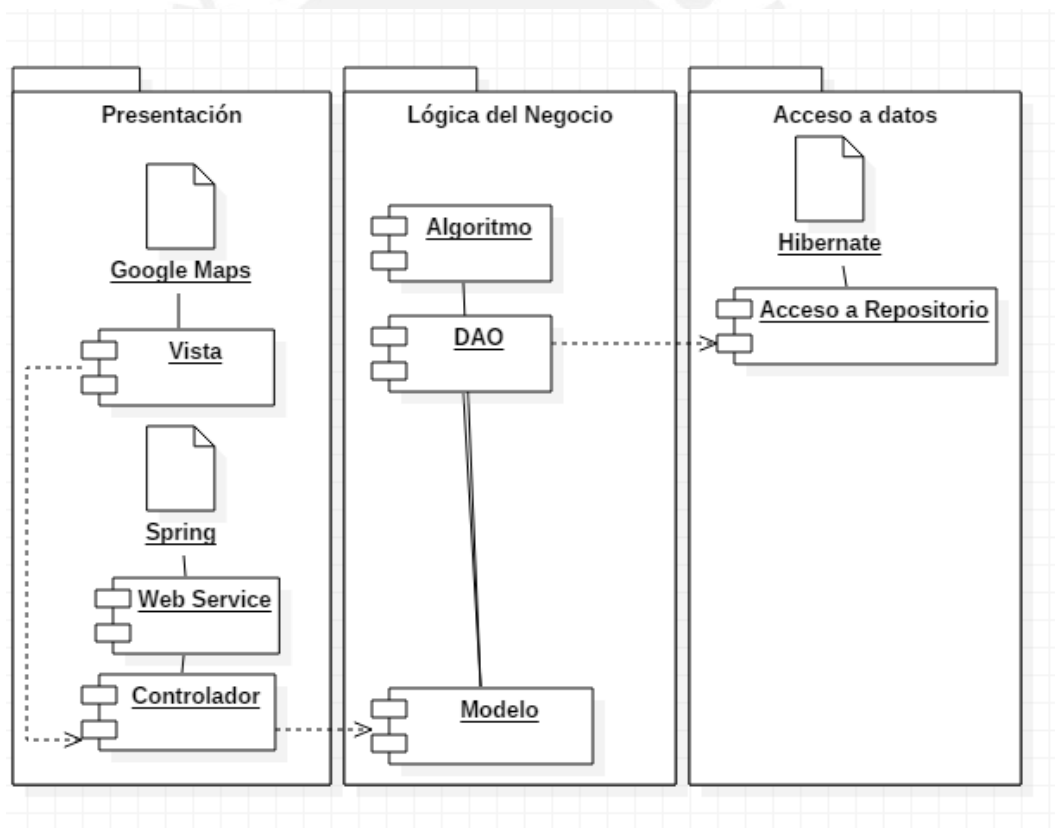 Presentación
Google Maps
Vista
Spring
Web Service
Controlador
Lógica del Negocio
Algoritmo
DAO
Modelo
Acceso a datos
Hibernate
Acceso a Repositorio